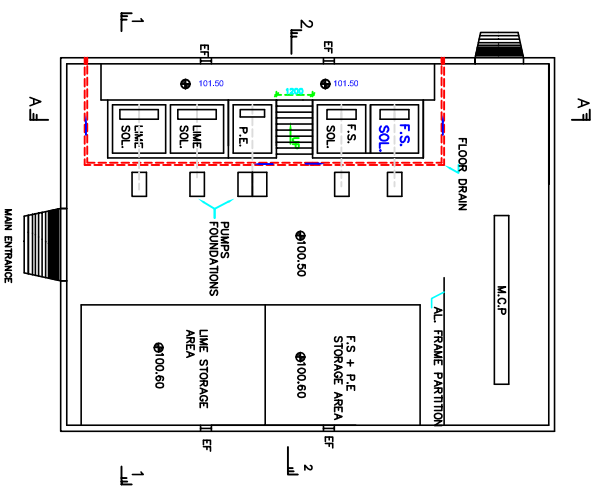 1
2
EF
EF
A
A
101.50
101.50
1200
UP
LIME
SOL.
LIME
SOL.
P.E.
F.S.
SOL.
F.S.
SOL.
FLOOR DRAIN
PUMPS
FOUNDATIONS
100.50
M.C.P
MAIN ENTRANCE
AL. FRAME PARTITION
LIME STORAGE
AREA
100.60
F.S + P.E
STORAGE AREA
100.60
EF
EF
1
2